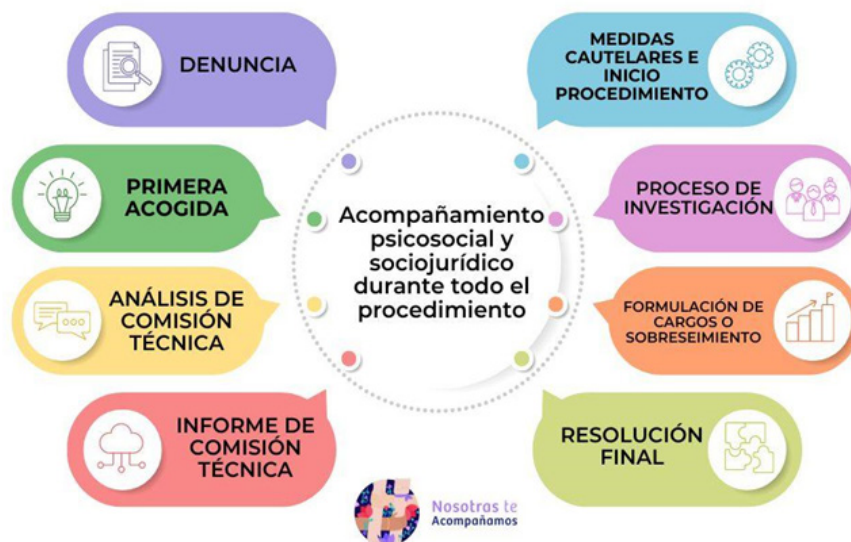 DENUNCIA
PRIMERA
ACOGIDA
ANÁLISIS DE
COMISIÓN
TÉCNICA
INFORME DE
COMISIÓN
TÉCNICA
Acompañamiento
psicosocial y
sociojurídico
durante todo el
procedimiento
MEDIDAS
CAUTELARES E
INICIO
PROCEDIMIENTO
PROCESO DE
INVESTIGACIÓN
FORMULACIÓN DE
CARGOS O
SOBRESEIMIENTO
RESOLUCIÓN
FINAL
Nosotras te
Acompañamos